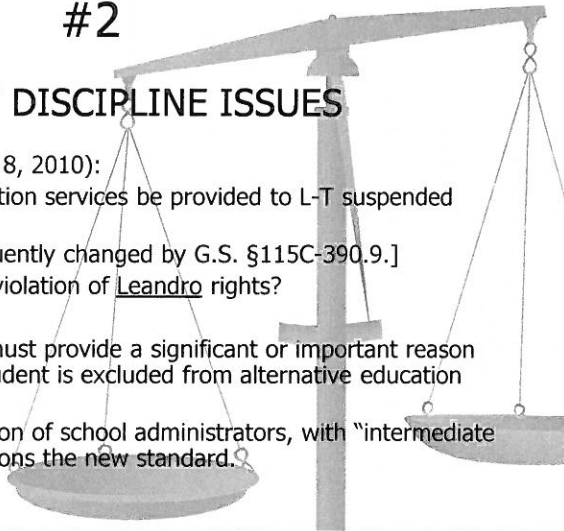 #2
DISCIPLINE ISSUES
8, 2010):
tion services be provided to L-T suspended
uently changed by G.S. §115C-390.9.]
violation of Leandro rights?
must provide a significant or important reason
udent is excluded from alternative education
on of school administrators, with “intermediate
ons the new standard.